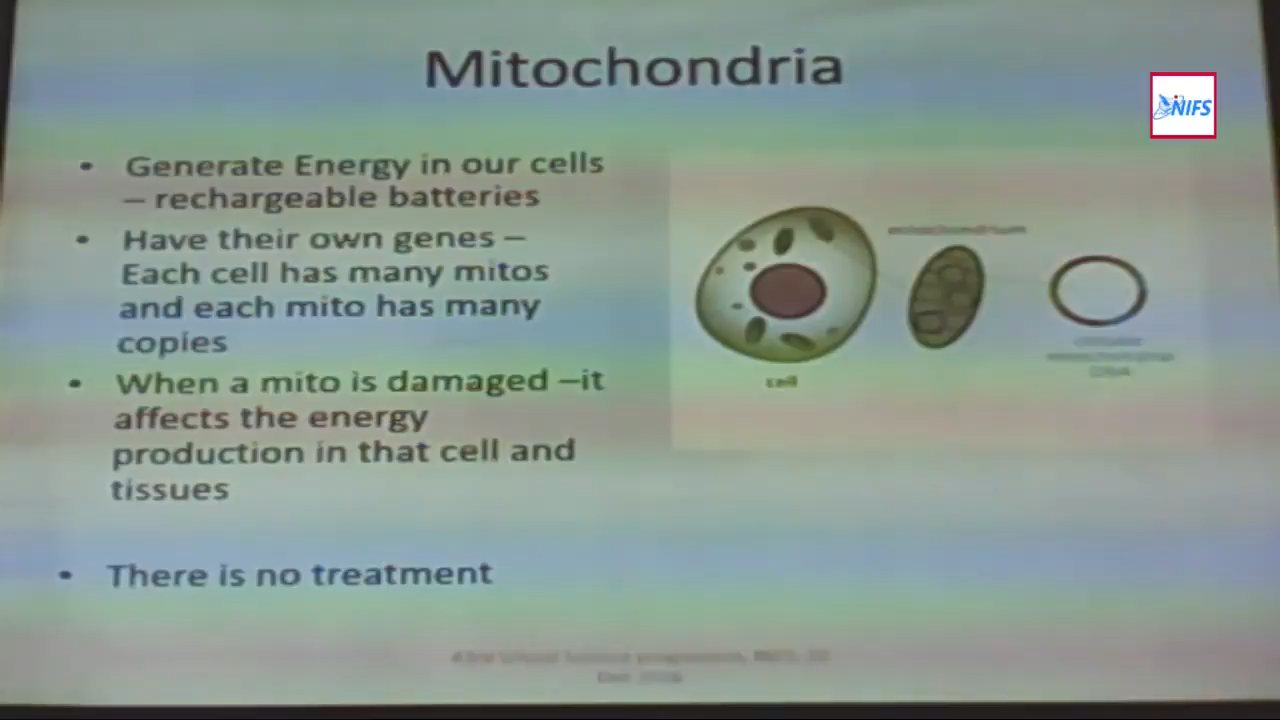 Mitochondria
NIFS
• Generate Energy in our cells
– rechargeable batteries
• Have their own genes –
Each cell has many mitos
and each mito has many
copies
• When a mito is damaged –it
affects the energy
production in that cell and
tissues
• There is no treatment
mitochondrium
cell
DNA